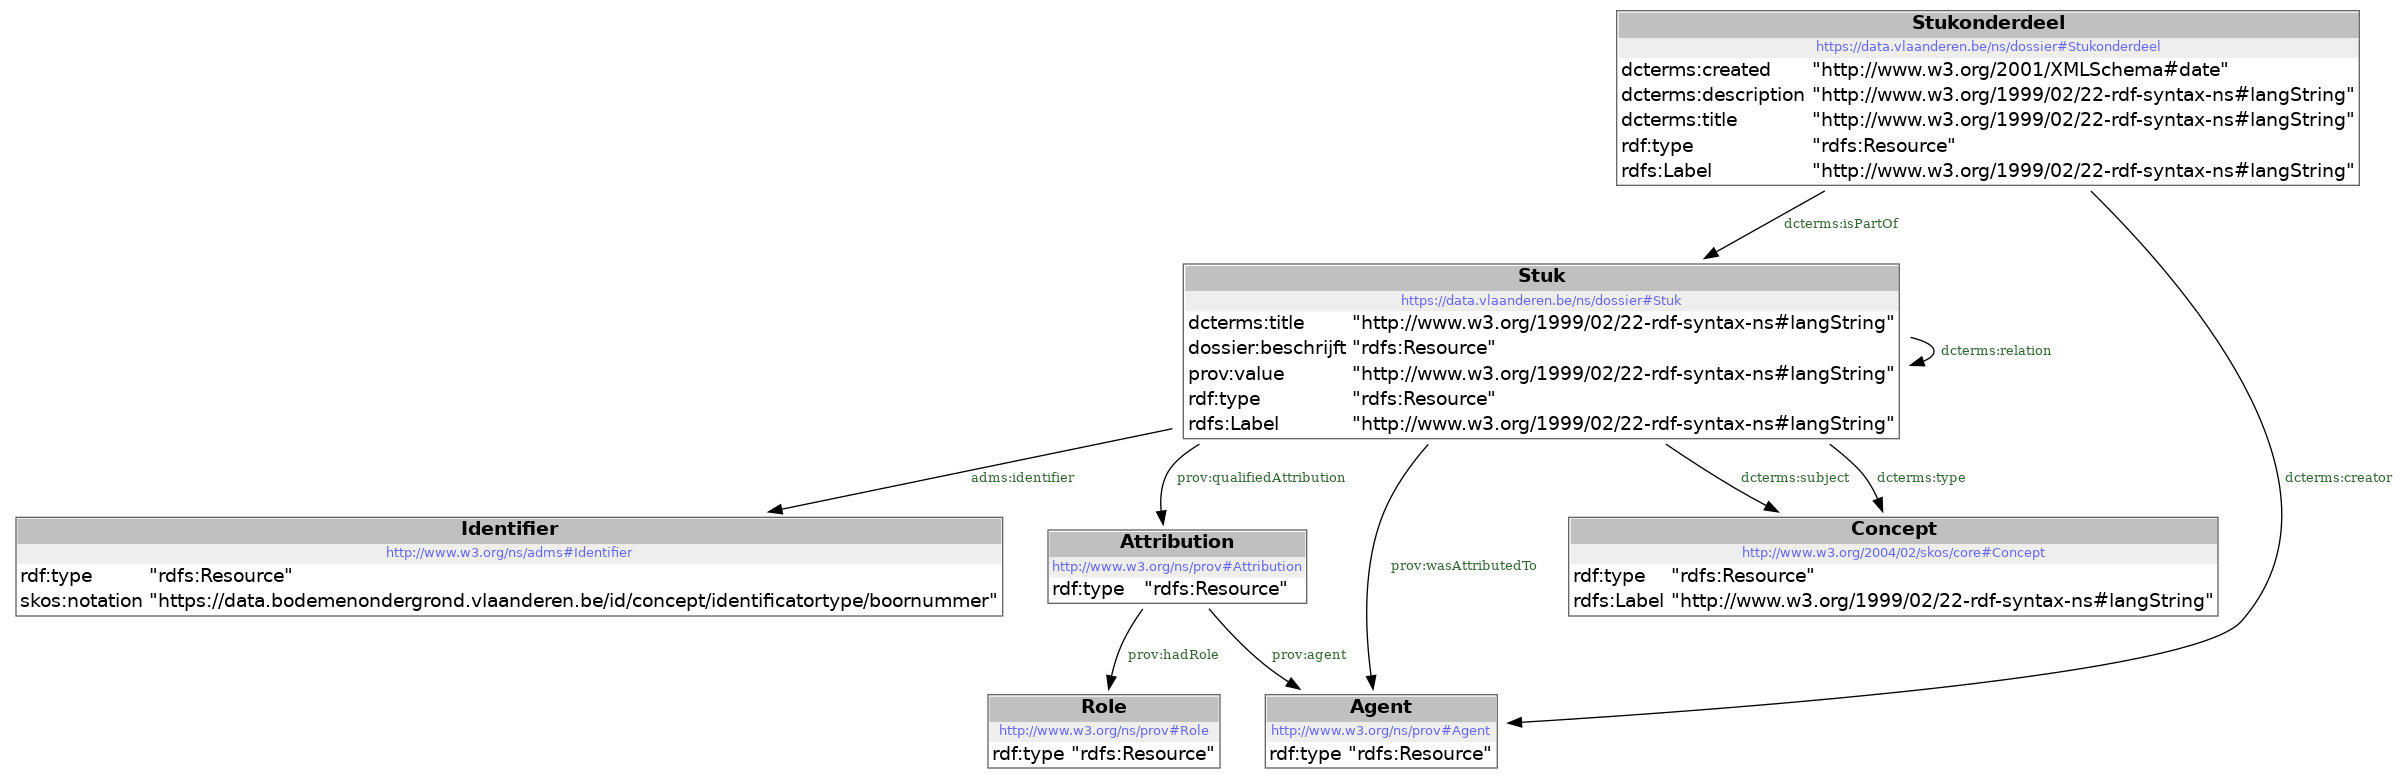 Stukonderdeel
https://data.vlaanderen.be/ns/dossier#Stukonderdeel
dcterms:created "http://www.w3.org/2001/XMLSchema#date"
dcterms:description "http://www.w3.org/1999/02/22-rdf-syntax-ns#langString"
dcterms:title "http://www.w3.org/1999/02/22-rdf-syntax-ns#langString"
rdf:type "rdfs:Resource"
rdfs:Label "http://www.w3.org/1999/02/22-rdf-syntax-ns#langString"
dcterms:isPartOf
Stuk
https://data.vlaanderen.be/ns/dossier#Stuk
dcterms:title "http://www.w3.org/1999/02/22-rdf-syntax-ns#langString"
dossier:beschrijft "rdfs:Resource"
prov:value "http://www.w3.org/1999/02/22-rdf-syntax-ns#langString"
rdf:type "rdfs:Resource"
rdfs:Label "http://www.w3.org/1999/02/22-rdf-syntax-ns#langString"
dcterms:relation
adms:identifier
prov:qualifiedAttribution
dcterms:subject
dcterms:type
dcterms:creator
Identifier
http://www.w3.org/ns/adms#Identifier
rdf:type "rdfs:Resource"
skos:notation "https://data.bodemenondergrond.vlaanderen.be/id/concept/identificatortype/boornummer"
Attribution
http://www.w3.org/ns/prov#Attribution
rdf:type "rdfs:Resource"
prov:wasAttributedTo
Concept
http://www.w3.org/2004/02/skos/core#Concept
rdf:type "rdfs:Resource"
rdfs:Label "http://www.w3.org/1999/02/22-rdf-syntax-ns#langString"
prov:hadRole
prov:agent
Role
http://www.w3.org/ns/prov#Role
rdf:type "rdfs:Resource"
Agent
http://www.w3.org/ns/prov#Agent
rdf:type "rdfs:Resource"